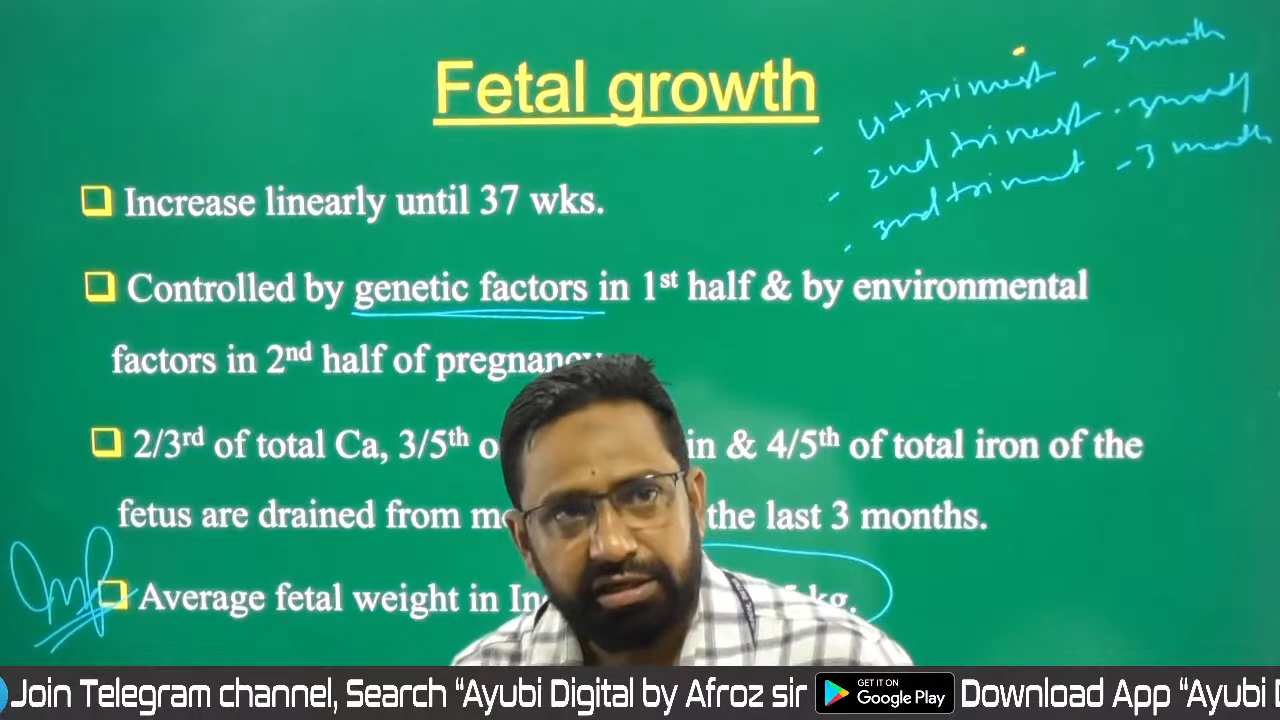 Fetal growth
1st trimest - 3 month
2nd trimest - 3 month
3rd trimest - 3 month
Increase linearly until 37 wks.
Controlled by genetic factors in 1st half & by environmental
factors in 2nd half of pregnancy
2/3rd of total Ca, 3/5th in & 4/5th of total iron of the
fetus are drained from the last 3 months.
Imp
Average fetal weight in kg.
Join Telegram channel, Search “Ayubi Digital by Afroz sir GET IT ON Google Play Download App “Ayubi